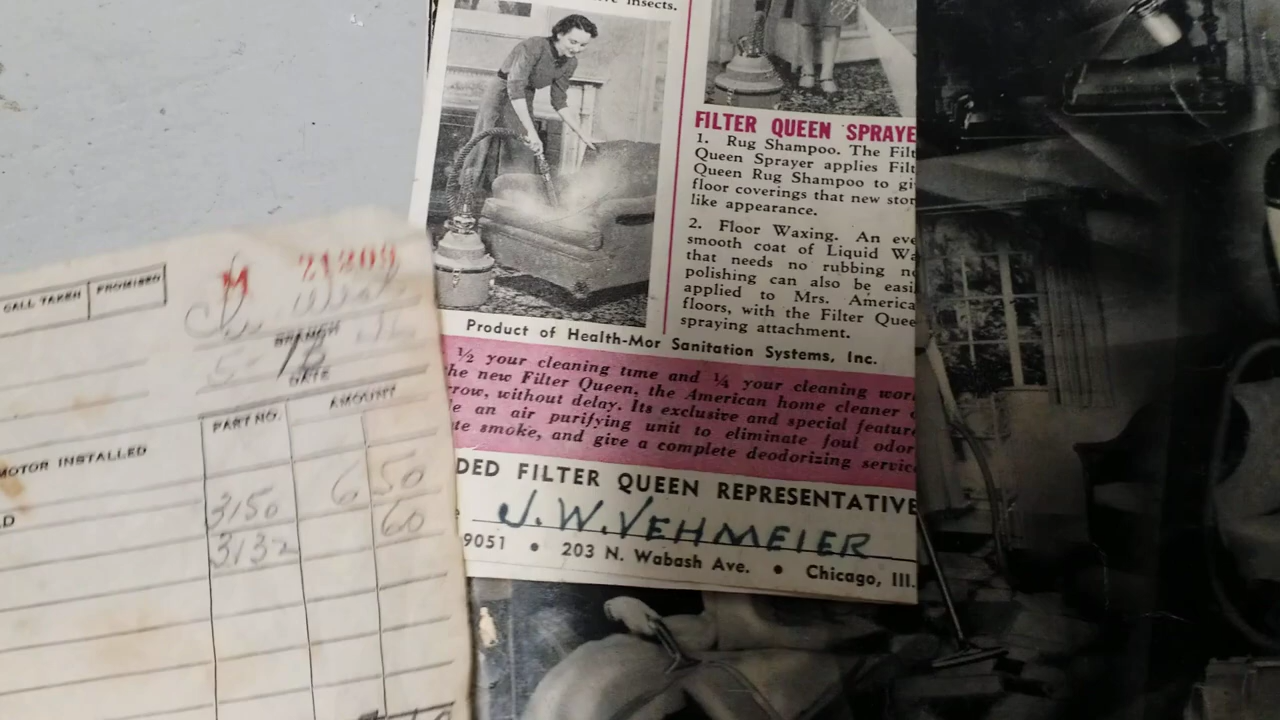 insects.
FILTER QUEEN SPRAYE
1. Rug Shampoo. The Filt
Queen Sprayer applies Filt
Queen Rug Shampoo to gi
floor coverings that new stor
like appearance.
2. Floor Waxing. An eve
smooth coat of Liquid Wa
that needs no rubbing no
polishing can also be easi
applied to Mrs. America
floors, with the Filter Quee
spraying attachment.
Product of Health-Mor Sanitation Systems, Inc.
½ your cleaning time and ¼ your cleaning wor
he new Filter Queen, the American home cleaner o
rrow, without delay. Its exclusive and special featur
e an air purifying unit to eliminate foul odor
te smoke, and give a complete deodorizing servic
DED FILTER QUEEN REPRESENTATIVE
J.W.VEHMEIER
9051 • 203 N. Wabash Ave. • Chicago, Ill.
CALL TAKEN PROMISED
M 21309
BRANCH
DATE
PART NO. AMOUNT
MOTOR INSTALLED
3150 6 50
D
3132 60